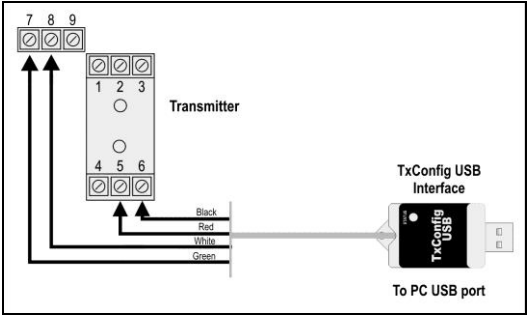 7 8 9
1 2 3
Transmitter
4 5 6
TxConfig USB
Interface
Black
Red
White
Green
STATUS
TxConfig
USB
To PC USB port